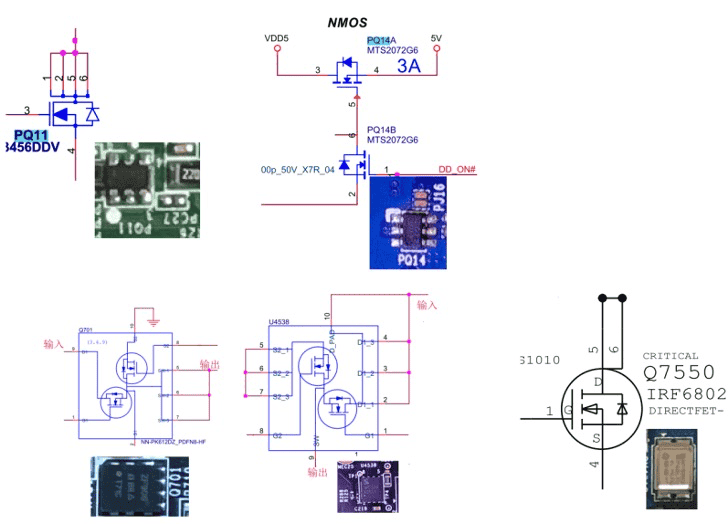 NMOS
VDD5
PQ14A
MTS2072G6
5V
3
4
3A
5
1
2
5
6
3
PQ11
3456DDV
4
6
PQ14B
MTS2072G6
00p_50V_X7R_04
1
DD_ON#
2
220
PC27
PQ11
PJ16
PQ14
Q701
输入
输出
NN-PK612DZ_PDFN8-HF
Q701
U4538
10
输入
D_PAD
5
S2_1
D1_3
4
6
S2_2
D1_2
3
7
S2_3
D1_1
2
8
G2
SW
G1
1
9
输出
U4538
S1010
5
6
CRITICAL
Q7550
IRF6802
DIRECTFET-
D
1
G
S
4